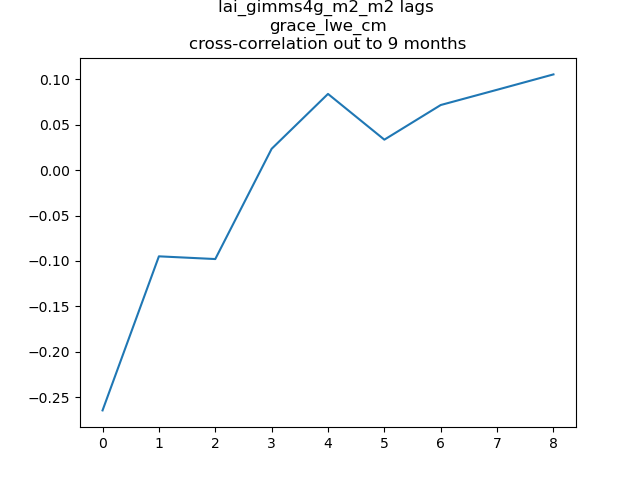 lai_gimms4g_m2_m2 lags
grace_lwe_cm
cross-correlation out to 9 months
0.10
0.05
0.00
−0.05
−0.10
−0.15
−0.20
−0.25
0 1 2 3 4 5 6 7 8